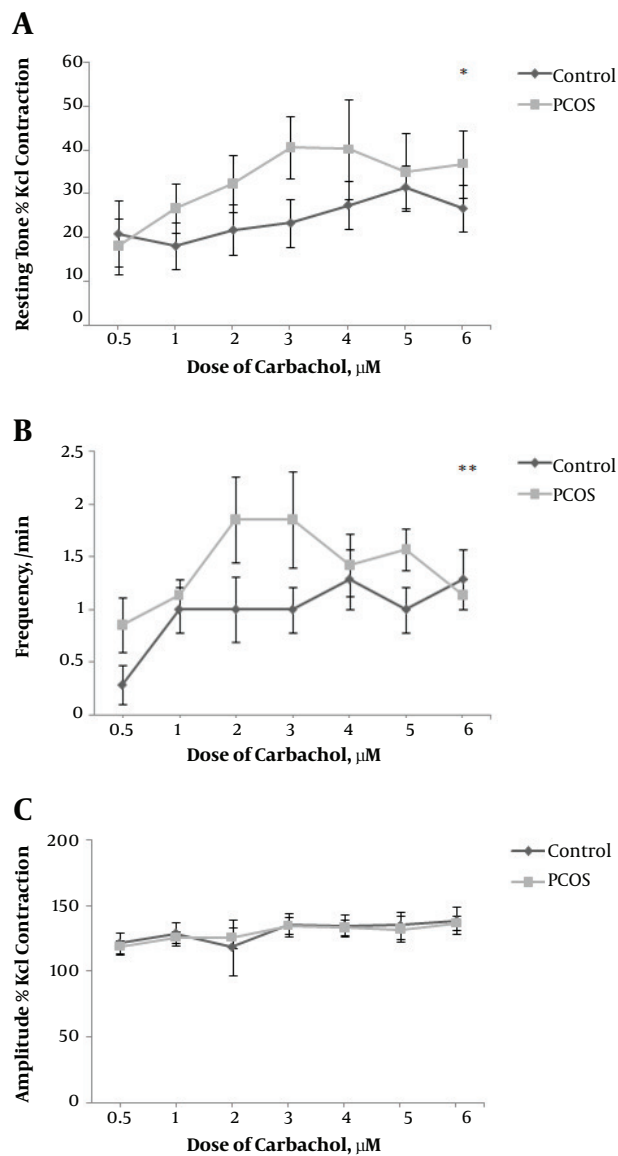 A
60
50
40
30
20
10
0
Resting Tone % Kcl Contraction
*
Control
PCOS
0.5 1 2 3 4 5 6
Dose of Carbachol, µM
B
2.5
2
1.5
1
0.5
0
Frequency, /min
**
Control
PCOS
0.5 1 2 3 4 5 6
Dose of Carbachol, µM
C
200
150
100
50
0
Amplitude % Kcl Contraction
Control
PCOS
0.5 1 2 3 4 5 6
Dose of Carbachol, µM